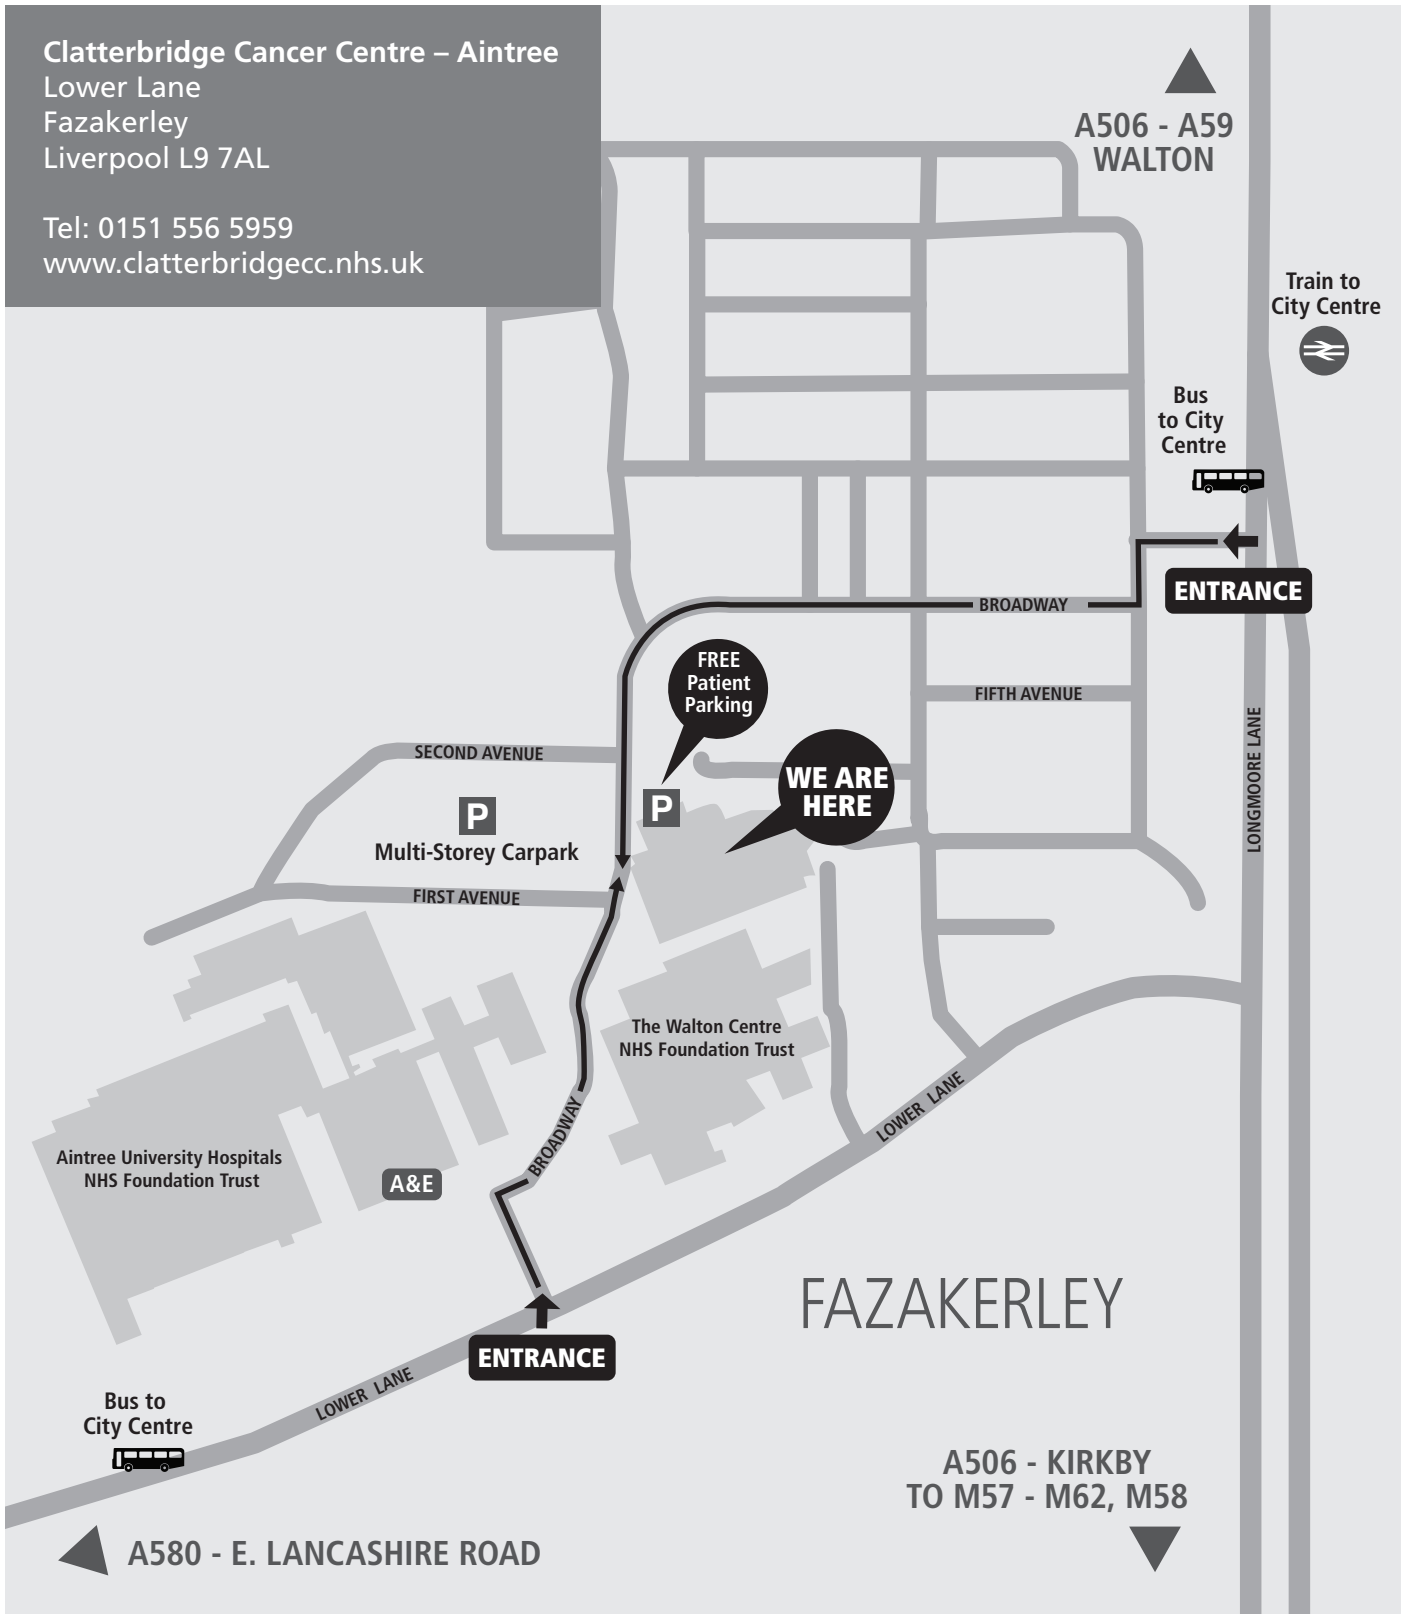 Clatterbridge Cancer Centre – Aintree
Lower Lane
Fazakerley
Liverpool L9 7AL
Tel: 0151 556 5959
www.clatterbridgecc.nhs.uk
A506 - A59
WALTON
Train to
City Centre
Bus
to City
Centre
ENTRANCE
BROADWAY
FREE
Patient
Parking
FIFTH AVENUE
LONGMOORE LANE
SECOND AVENUE
WE ARE
HERE
P
P
Multi-Storey Carpark
FIRST AVENUE
The Walton Centre
NHS Foundation Trust
LOWER LANE
BROADWAY
Aintree University Hospitals
NHS Foundation Trust
A&E
FAZAKERLEY
ENTRANCE
LOWER LANE
Bus to
City Centre
A506 - KIRKBY
TO M57 - M62, M58
A580 - E. LANCASHIRE ROAD